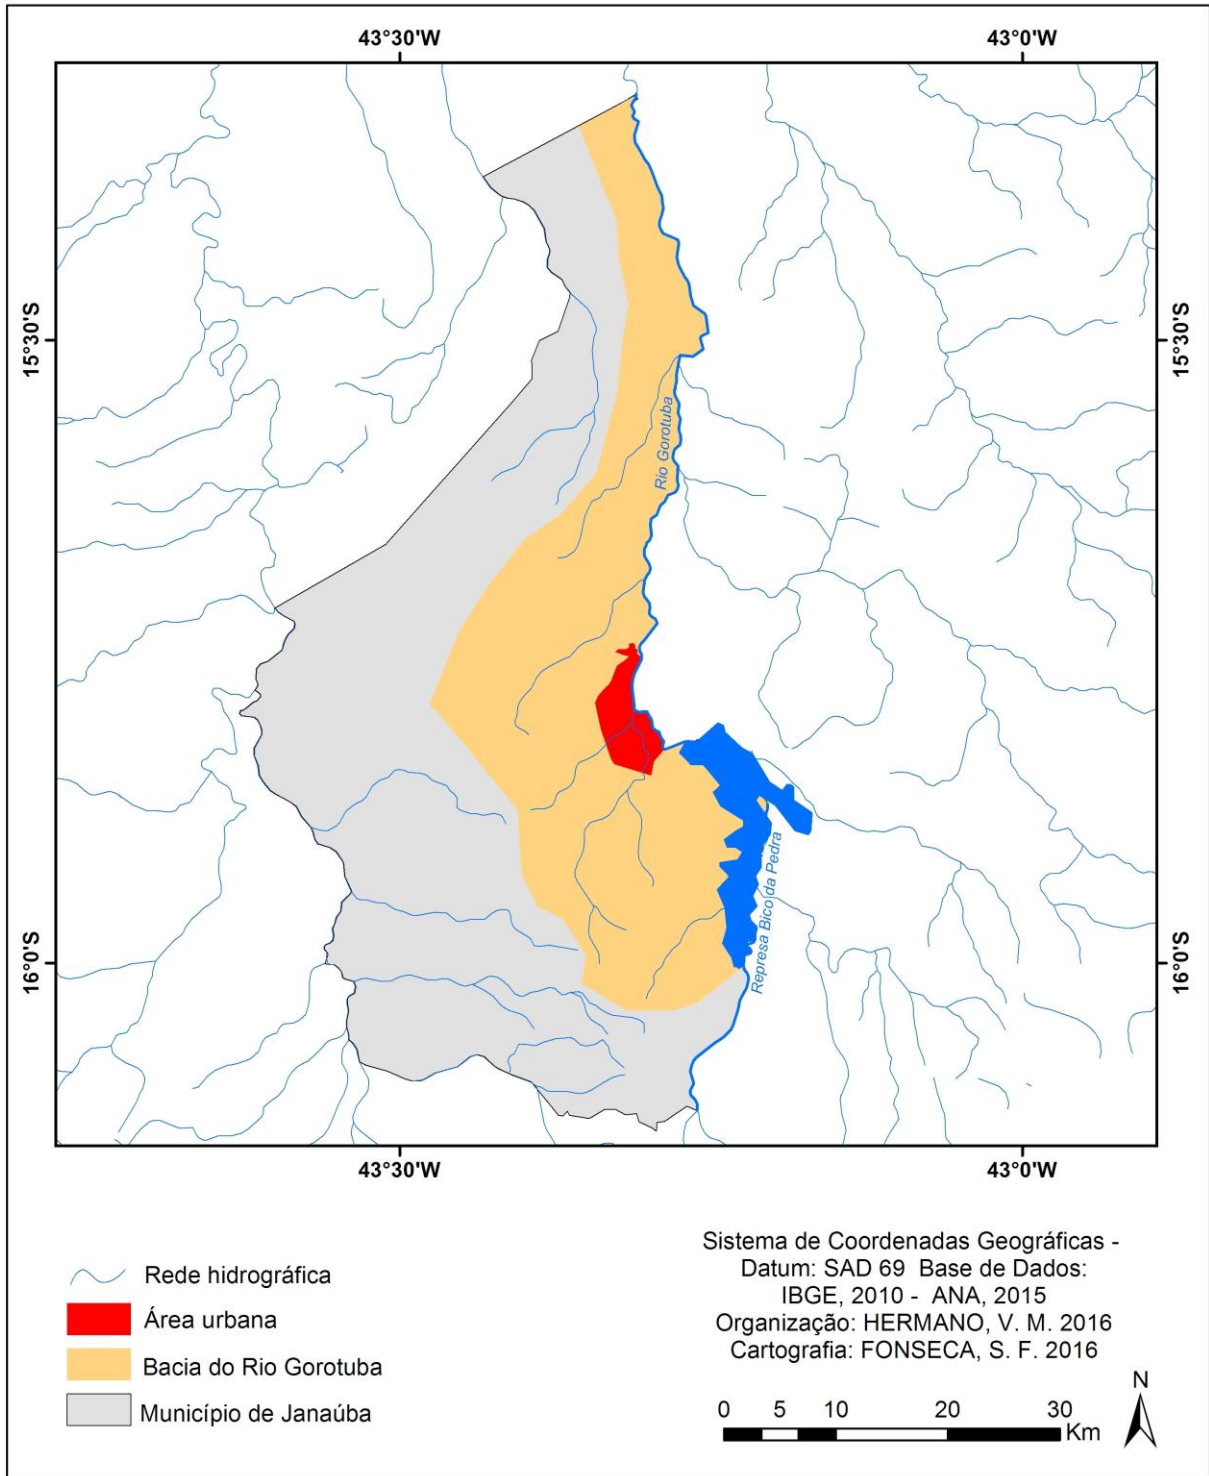 43°30'W
43°0'W
15°30'S
15°30'S
Rio Gorotuba
Represa Bico da Pedra
16°0'S
16°0'S
43°30'W
43°0'W
Rede hidrográfica
Área urbana
Bacia do Rio Gorotuba
Município de Janaúba
Sistema de Coordenadas Geográficas -
Datum: SAD 69 Base de Dados:
IBGE, 2010 - ANA, 2015
Organização: HERMANO, V. M. 2016
Cartografia: FONSECA, S. F. 2016
N
0 5 10 20 30
Km